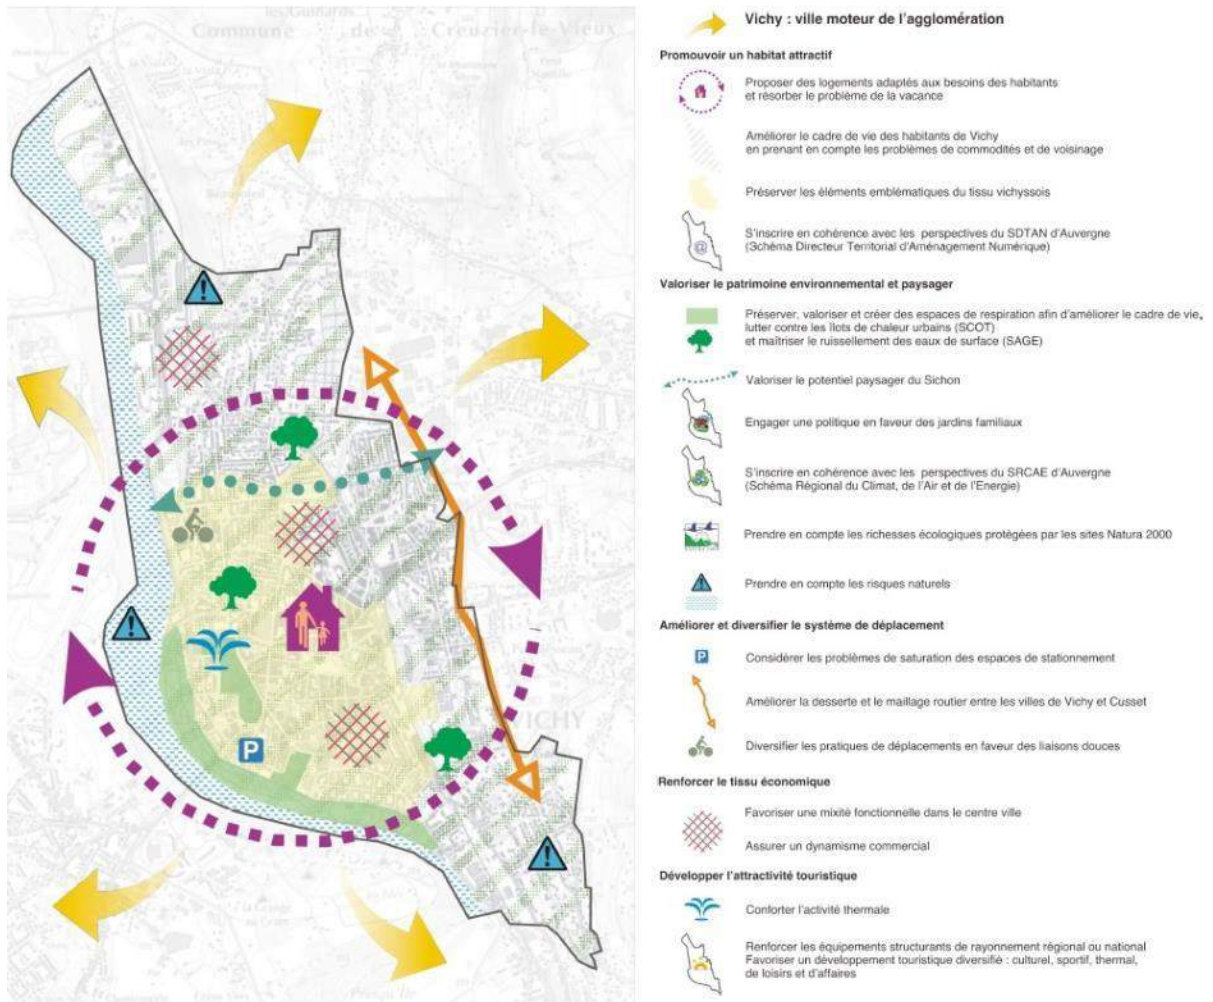 Commune de Creuzier-le-Vieux
VICHY
P
Vichy : ville moteur de l'agglomération
Promouvoir un habitat attractif
Proposer des logements adaptés aux besoins des habitants
et résorber le problème de la vacance
Améliorer le cadre de vie des habitants de Vichy
en prenant en compte les problèmes de commodités et de voisinage
Préserver les éléments emblématiques du tissu vichyssois
@
S'inscrire en cohérence avec les perspectives du SDTAN d'Auvergne
(Schéma Directeur Territorial d'Aménagement Numérique)
Valoriser le patrimoine environnemental et paysager
Préserver, valoriser et créer des espaces de respiration afin d'améliorer le cadre de vie,
lutter contre les îlots de chaleur urbains (SCOT)
et maîtriser le ruissellement des eaux de surface (SAGE)
Valoriser le potentiel paysager du Sichon
Engager une politique en faveur des jardins familiaux
S'inscrire en cohérence avec les perspectives du SRCAE d'Auvergne
(Schéma Régional du Climat, de l'Air et de l'Energie)
Prendre en compte les richesses écologiques protégées par les sites Natura 2000
Prendre en compte les risques naturels
Améliorer et diversifier le système de déplacement
P
Considérer les problèmes de saturation des espaces de stationnement
Améliorer la desserte et le maillage routier entre les villes de Vichy et Cusset
Diversifier les pratiques de déplacements en faveur des liaisons douces
Renforcer le tissu économique
Favoriser une mixité fonctionnelle dans le centre ville
Assurer un dynamisme commercial
Développer l'attractivité touristique
Conforter l'activité thermale
Renforcer les équipements structurants de rayonnement régional ou national
Favoriser un développement touristique diversifié : culturel, sportif, thermal,
de loisirs et d'affaires